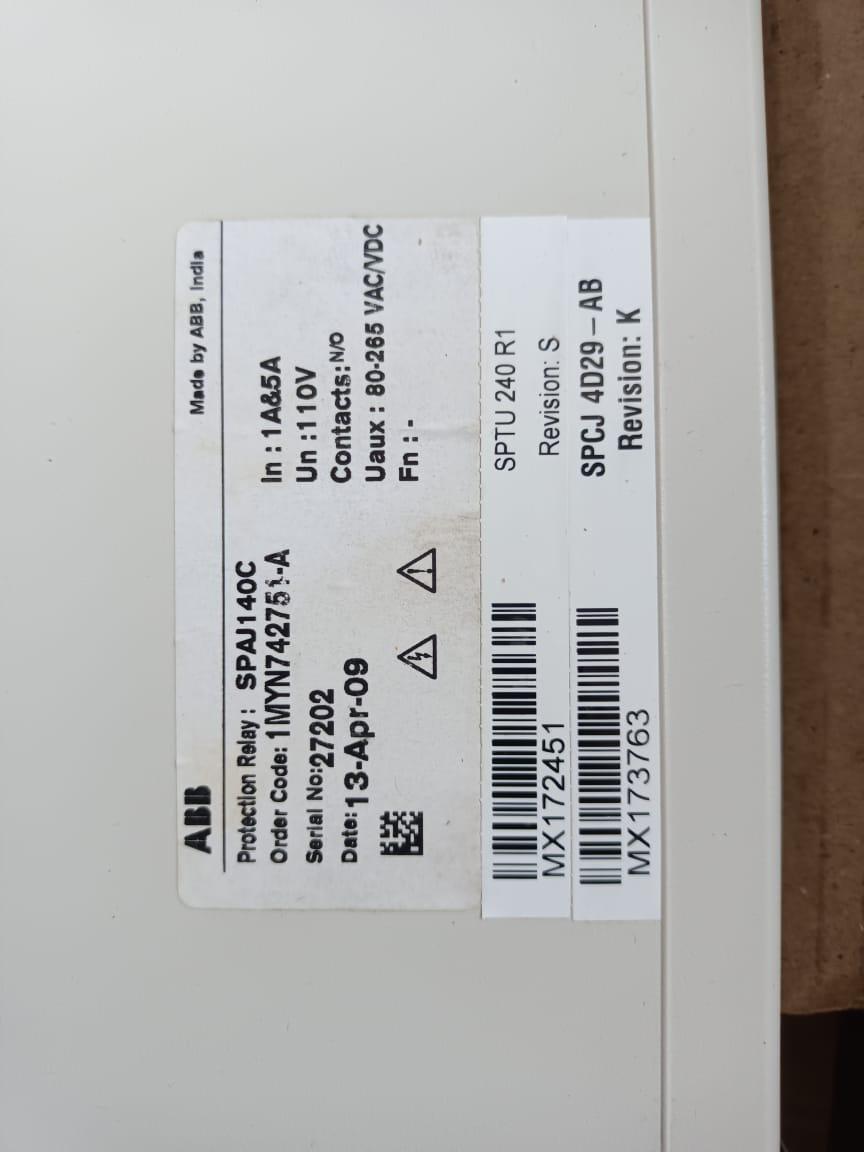 ABB
Made by ABB, India
Protection Relay: SPAJ140C
Order Code: 1MYN742751-A
Serial No:27202
Date:13-Apr-09
In : 1A&5A
Un :110V
Contacts:N/O
Uaux : 80-265 VAC/VDC
Fn : -
SPTU 240 R1
Revision: S
MX172451
SPCJ 4D29-AB
Revision: K
MX173763